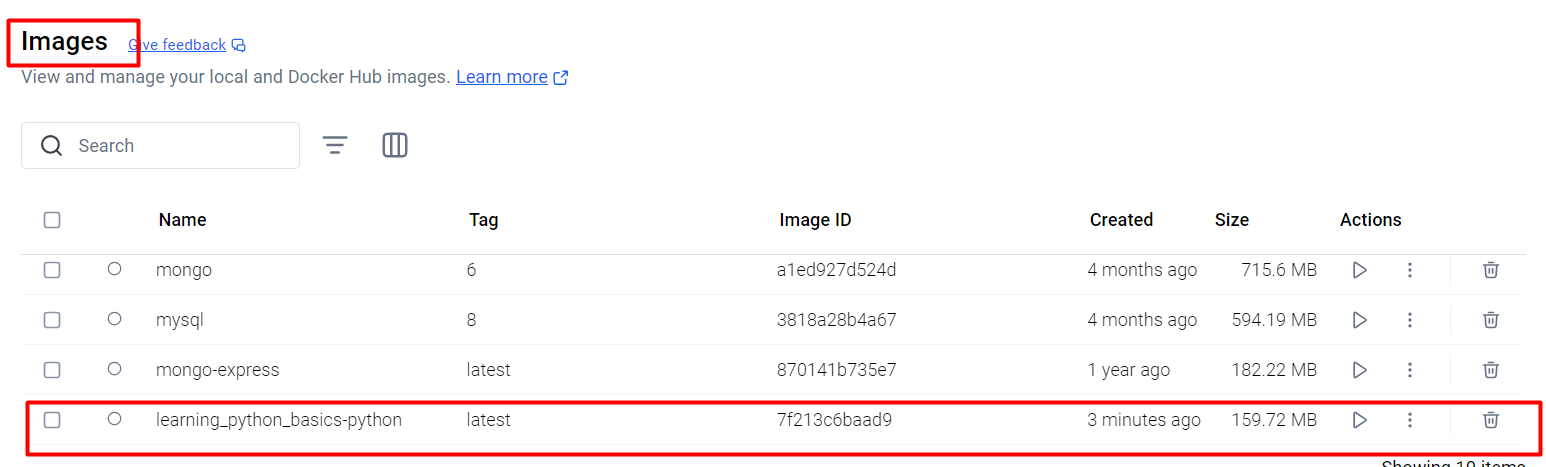 Images Give feedback
View and manage your local and Docker Hub images. Learn more
Search
Name Tag Image ID Created Size Actions
mongo 6 a1ed927d524d 4 months ago 715.6 MB
mysql 8 3818a28b4a67 4 months ago 594.19 MB
mongo-express latest 870141b735e7 1 year ago 182.22 MB
learning_python_basics-python latest 7f213c6baad9 3 minutes ago 159.72 MB
Showing 10 items